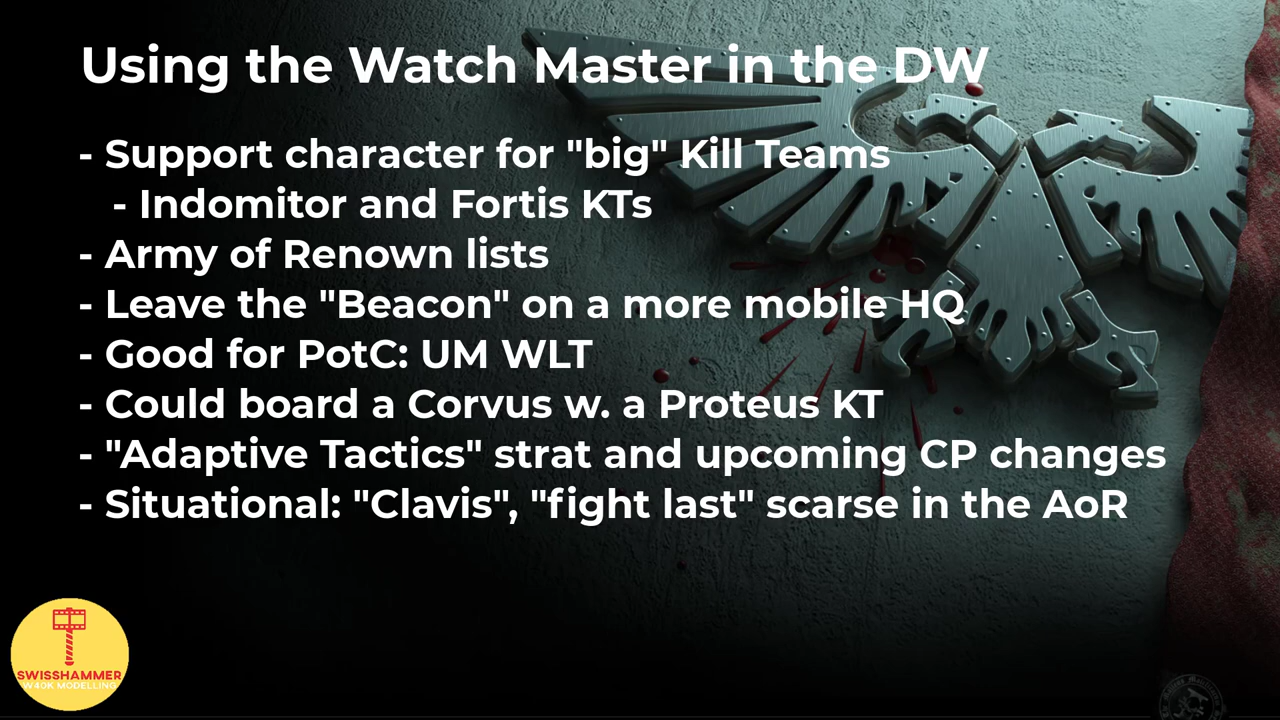 Using the Watch Master in the DW
- Support character for "big" Kill Teams
- Indomitor and Fortis KTs
- Army of Renown lists
- Leave the "Beacon" on a more mobile HQ
- Good for PotC: UM WLT
- Could board a Corvus w. a Proteus KT
- "Adaptive Tactics" strat and upcoming CP changes
- Situational: "Clavis", "fight last" scarse in the AoR
SWISSHAMMER
W40K MODELLING